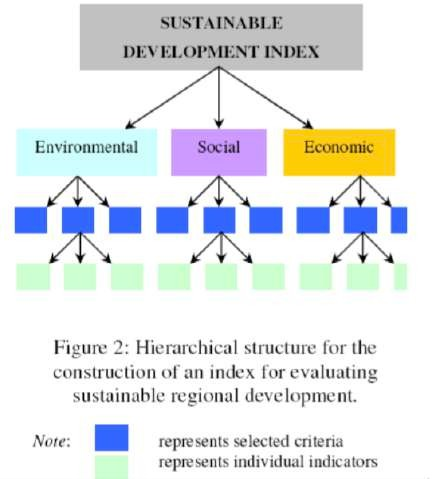 SUSTAINABLE
DEVELOPMENT INDEX
Environmental
Social
Economic
Figure 2: Hierarchical structure for the
construction of an index for evaluating
sustainable regional development.
Note:
represents selected criteria
represents individual indicators